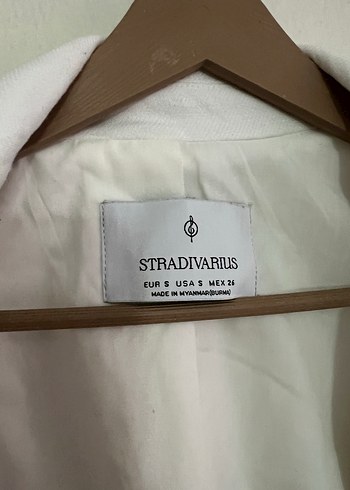 STRADIVARIUS
EUR S USA S MEX 26
MADE IN MYANMAR(BURMA)